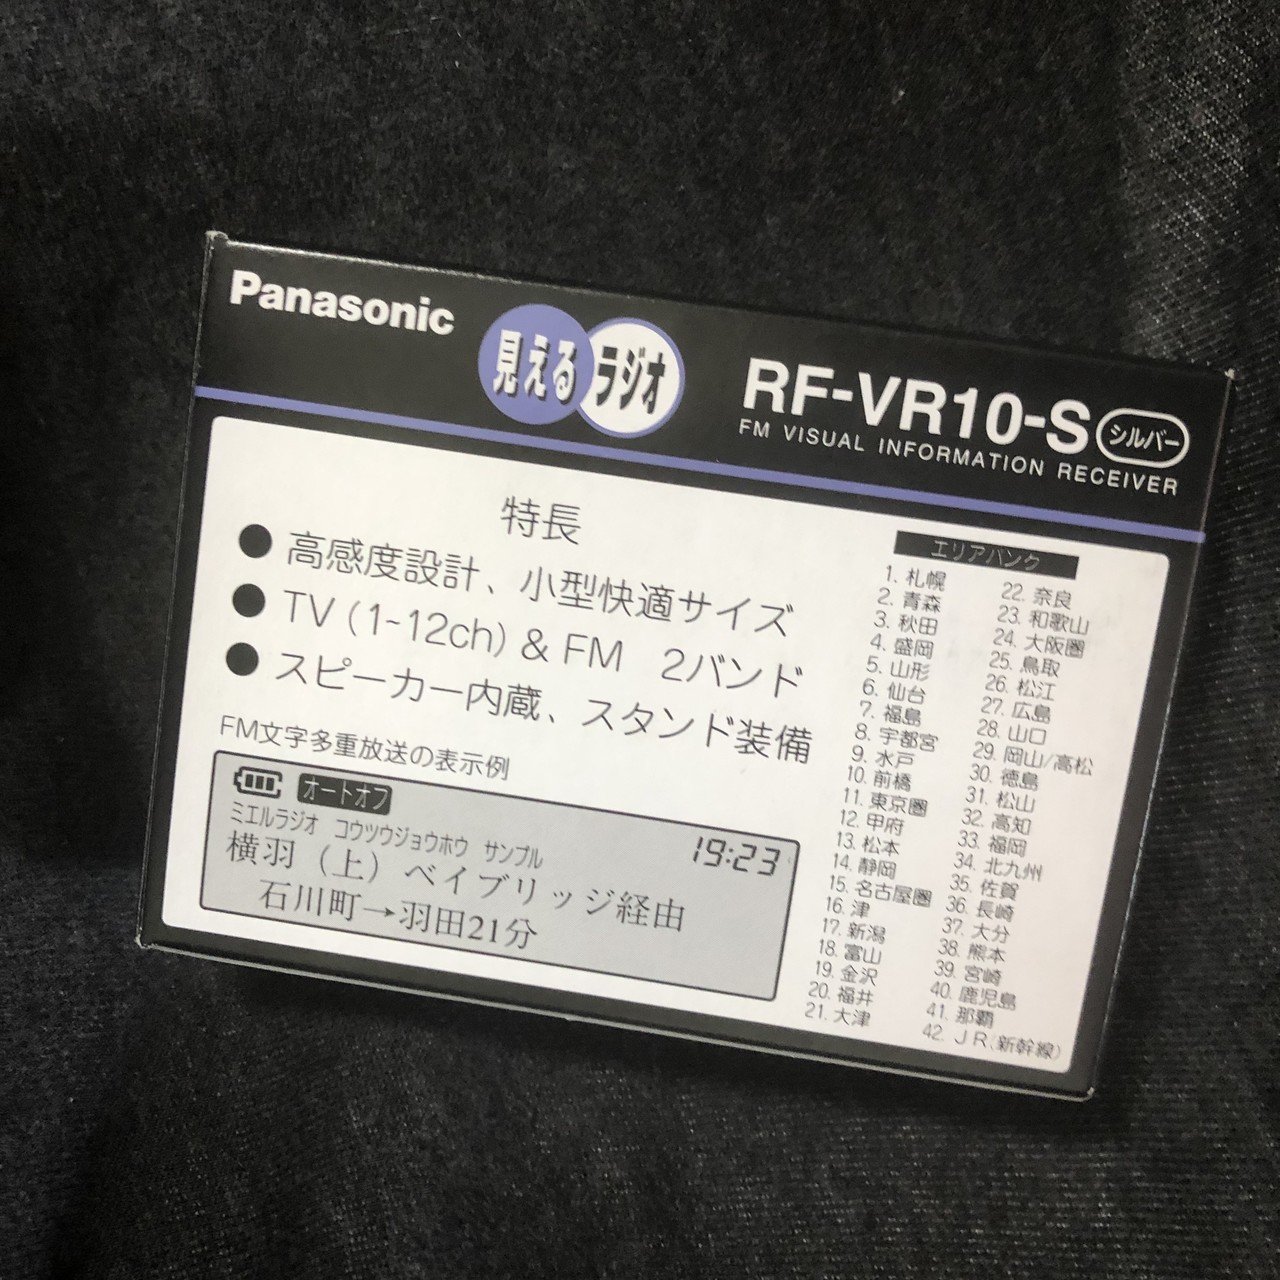 Panasonic
見えるラジオ
RF-VR10-S シルバー
FM VISUAL INFORMATION RECEIVER
特長
● 高感度設計、小型快適サイズ
● TV (1-12ch) & FM 2バンド
● スピーカー内蔵、スタンド装備
FM文字多重放送の表示例
オートオフ
ミエルラジオ コウツウジョウホウ サンプル 19:23
横羽（上）ベイブリッジ経由
石川町→羽田21分
エリアバンク
1. 札幌
2. 青森
3. 秋田
4. 盛岡
5. 山形
6. 仙台
7. 福島
8. 宇都宮
9. 水戸
10. 前橋
11. 東京圏
12. 甲府
13. 松本
14. 静岡
15. 名古屋圏
16. 津
17. 新潟
18. 富山
19. 金沢
20. 福井
21. 大津
22. 奈良
23. 和歌山
24. 大阪圏
25. 鳥取
26. 松江
27. 広島
28. 山口
29. 岡山/高松
30. 徳島
31. 松山
32. 高知
33. 福岡
34. 北九州
35. 佐賀
36. 長崎
37. 大分
38. 熊本
39. 宮崎
40. 鹿児島
41. 那覇
42. ＪＲ(新幹線)